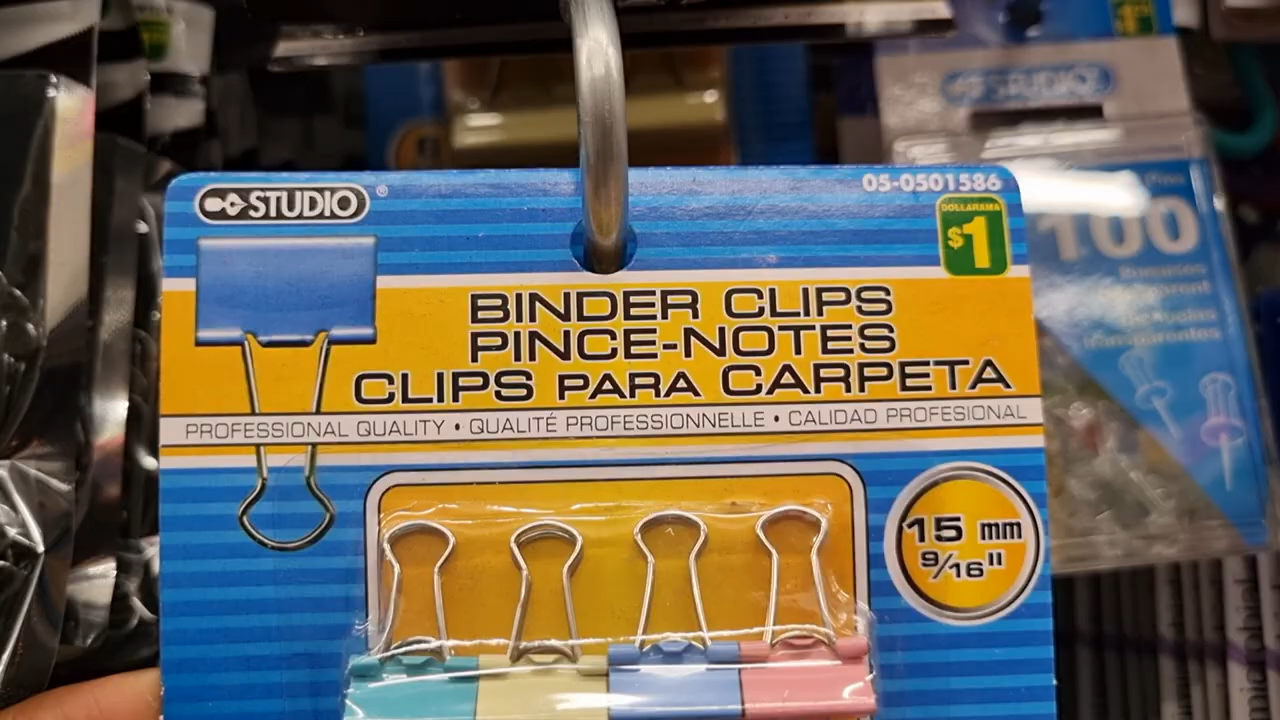 STUDIO®
05-0501586
DOLLARAMA
$1
BINDER CLIPS
PINCE-NOTES
CLIPS PARA CARPETA
PROFESSIONAL QUALITY • QUALITÉ PROFESSIONNELLE • CALIDAD PROFESIONAL
15 mm
9/16"
STUDIO
100